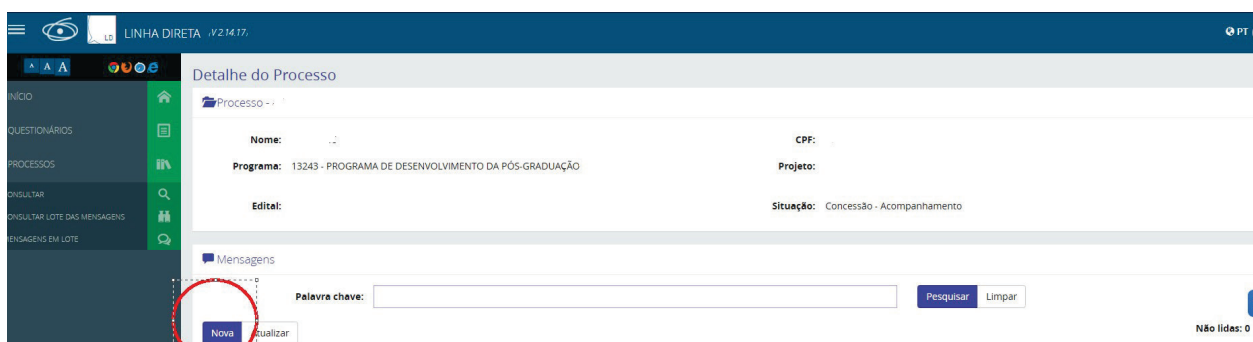 LD LINHA DIRETA (V2.14.17)
PT
A A A
INÍCIO
QUESTIONÁRIOS
PROCESSOS
ONSULTAR
ONSULTAR LOTE DAS MENSAGENS
ENSAGENS EM LOTE
Detalhe do Processo
Processo -
Nome:
CPF:
Programa: 13243 - PROGRAMA DE DESENVOLVIMENTO DA PÓS-GRADUAÇÃO
Projeto:
Edital:
Situação: Concessão - Acompanhamento
Mensagens
Palavra chave:
Pesquisar Limpar
Nova tualizar
Não lidas: 0